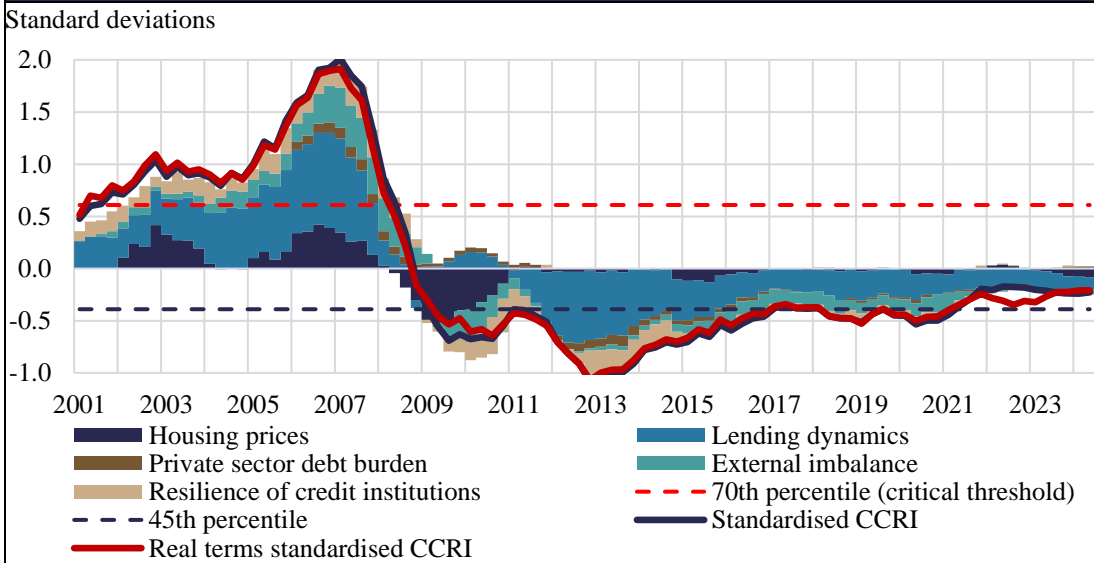 Standard deviations
2.0
1.5
1.0
0.5
0.0
-0.5
-1.0
2001 2003 2005 2007 2009 2011 2013 2015 2017 2019 2021 2023
Housing prices Lending dynamics
Private sector debt burden External imbalance
Resilience of credit institutions 70th percentile (critical threshold)
45th percentile Standardised CCRI
Real terms standardised CCRI